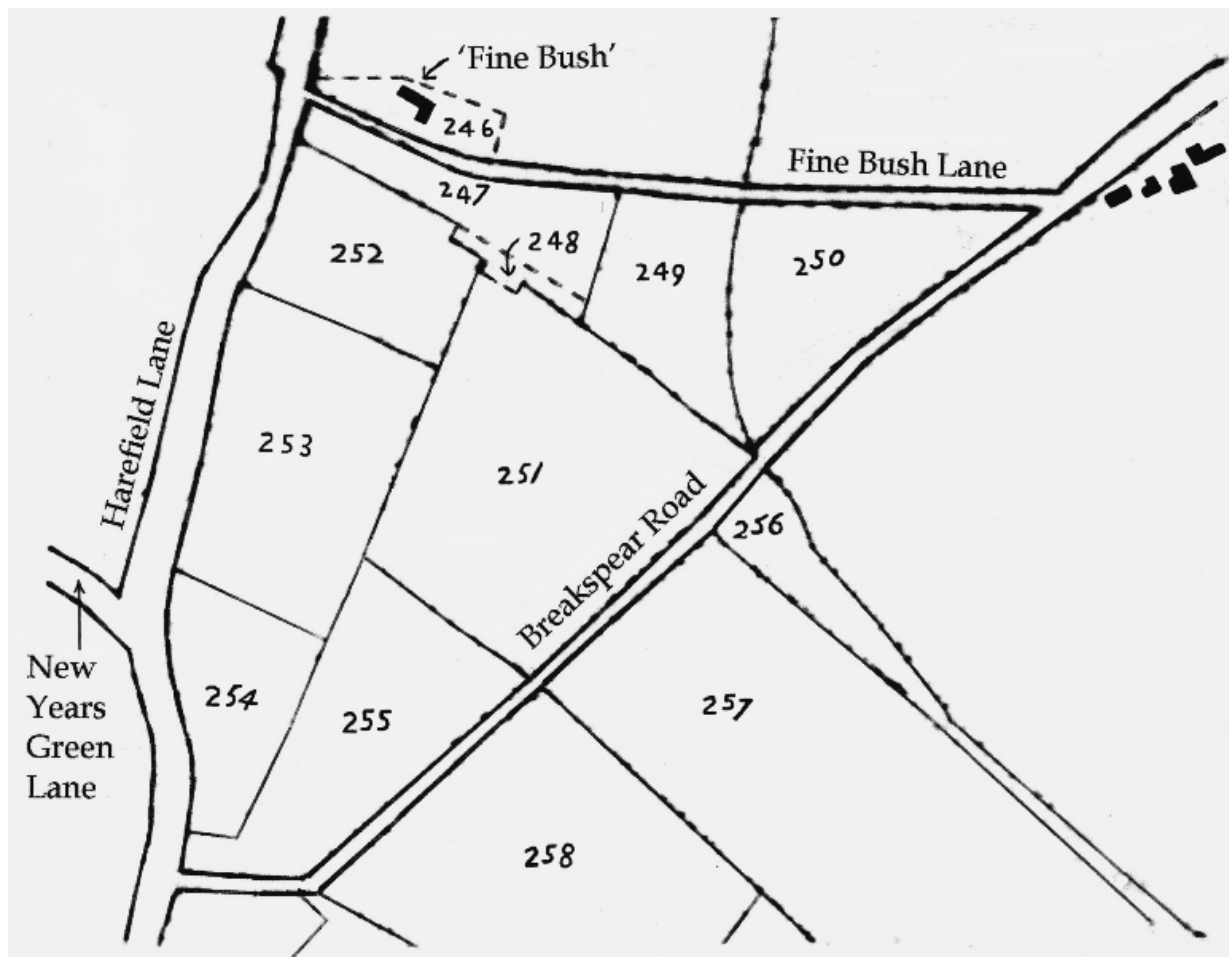 ‘Fine Bush’
246
Fine Bush Lane
247
248
249
250
252
Harefield Lane
253
251
256
Breakspear Road
New
Years
Green
Lane
254
255
257
258